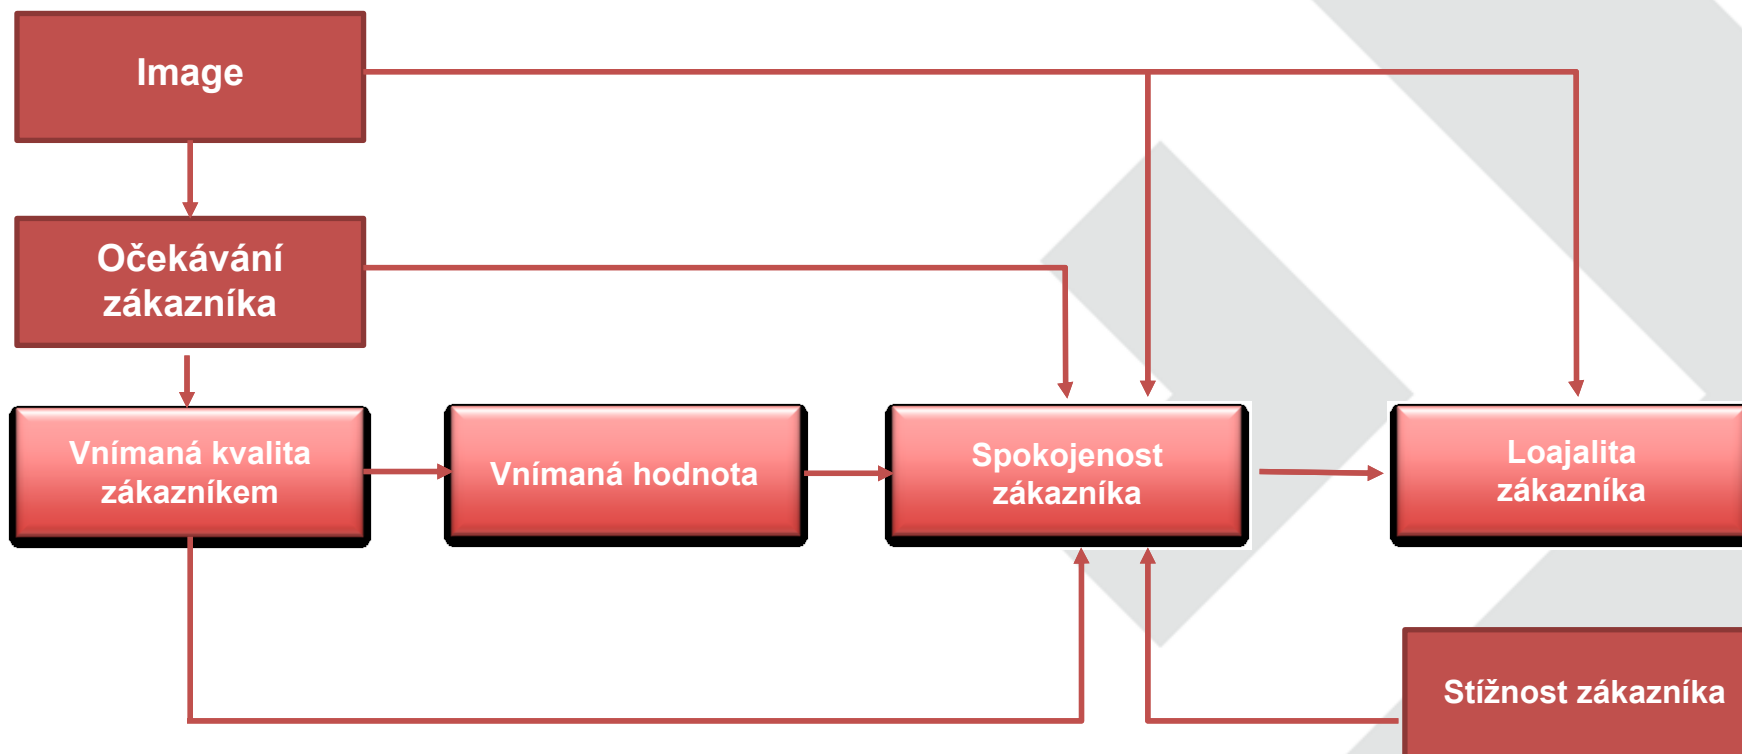 Image
Očekávání
zákazníka
Vnímaná kvalita
zákazníkem
Vnímaná hodnota
Spokojenost
zákazníka
Loajalita
zákazníka
Stížnost zákazníka